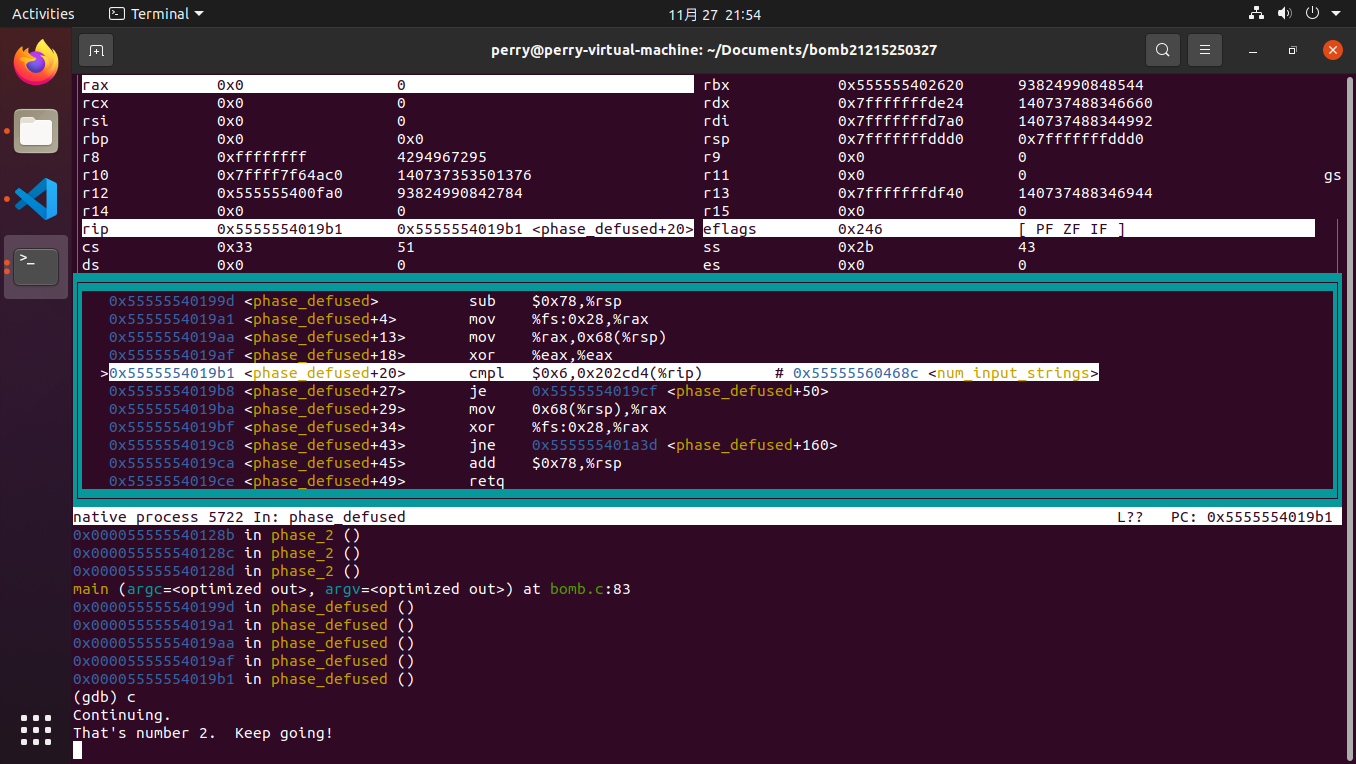 Activities Terminal 11月 27 21:54
perry@perry-virtual-machine: ~/Documents/bomb21215250327
rax 0x0 0 rbx 0x555555402620 93824990848544
rcx 0x0 0 rdx 0x7fffffffde24 140737488346660
rsi 0x0 0 rdi 0x7fffffffd7a0 140737488344992
rbp 0x0 0x0 rsp 0x7fffffffddd0 0x7fffffffddd0
r8 0xffffffff 4294967295 r9 0x0 0
r10 0x7ffff7f64ac0 140737353501376 r11 0x0 0 gs
r12 0x555555400fa0 93824990842784 r13 0x7fffffffdf40 140737488346944
r14 0x0 0 r15 0x0 0
rip 0x5555554019b1 0x5555554019b1 <phase_defused+20> eflags 0x246 [ PF ZF IF ]
cs 0x33 51 ss 0x2b 43
ds 0x0 0 es 0x0 0
0x55555540199d <phase_defused> sub $0x78,%rsp
0x5555554019a1 <phase_defused+4> mov %fs:0x28,%rax
0x5555554019aa <phase_defused+13> mov %rax,0x68(%rsp)
0x5555554019af <phase_defused+18> xor %eax,%eax
>0x5555554019b1 <phase_defused+20> cmpl $0x6,0x202cd4(%rip) # 0x55555560468c <num_input_strings>
0x5555554019b8 <phase_defused+27> je 0x5555554019cf <phase_defused+50>
0x5555554019ba <phase_defused+29> mov 0x68(%rsp),%rax
0x5555554019bf <phase_defused+34> xor %fs:0x28,%rax
0x5555554019c8 <phase_defused+43> jne 0x555555401a3d <phase_defused+160>
0x5555554019ca <phase_defused+45> add $0x78,%rsp
0x5555554019ce <phase_defused+49> retq
native process 5722 In: phase_defused L?? PC: 0x5555554019b1
0x000055555540128b in phase_2 ()
0x000055555540128c in phase_2 ()
0x000055555540128d in phase_2 ()
main (argc=<optimized out>, argv=<optimized out>) at bomb.c:83
0x000055555540199d in phase_defused ()
0x00005555554019a1 in phase_defused ()
0x00005555554019aa in phase_defused ()
0x00005555554019af in phase_defused ()
0x00005555554019b1 in phase_defused ()
(gdb) c
Continuing.
That's number 2.  Keep going!